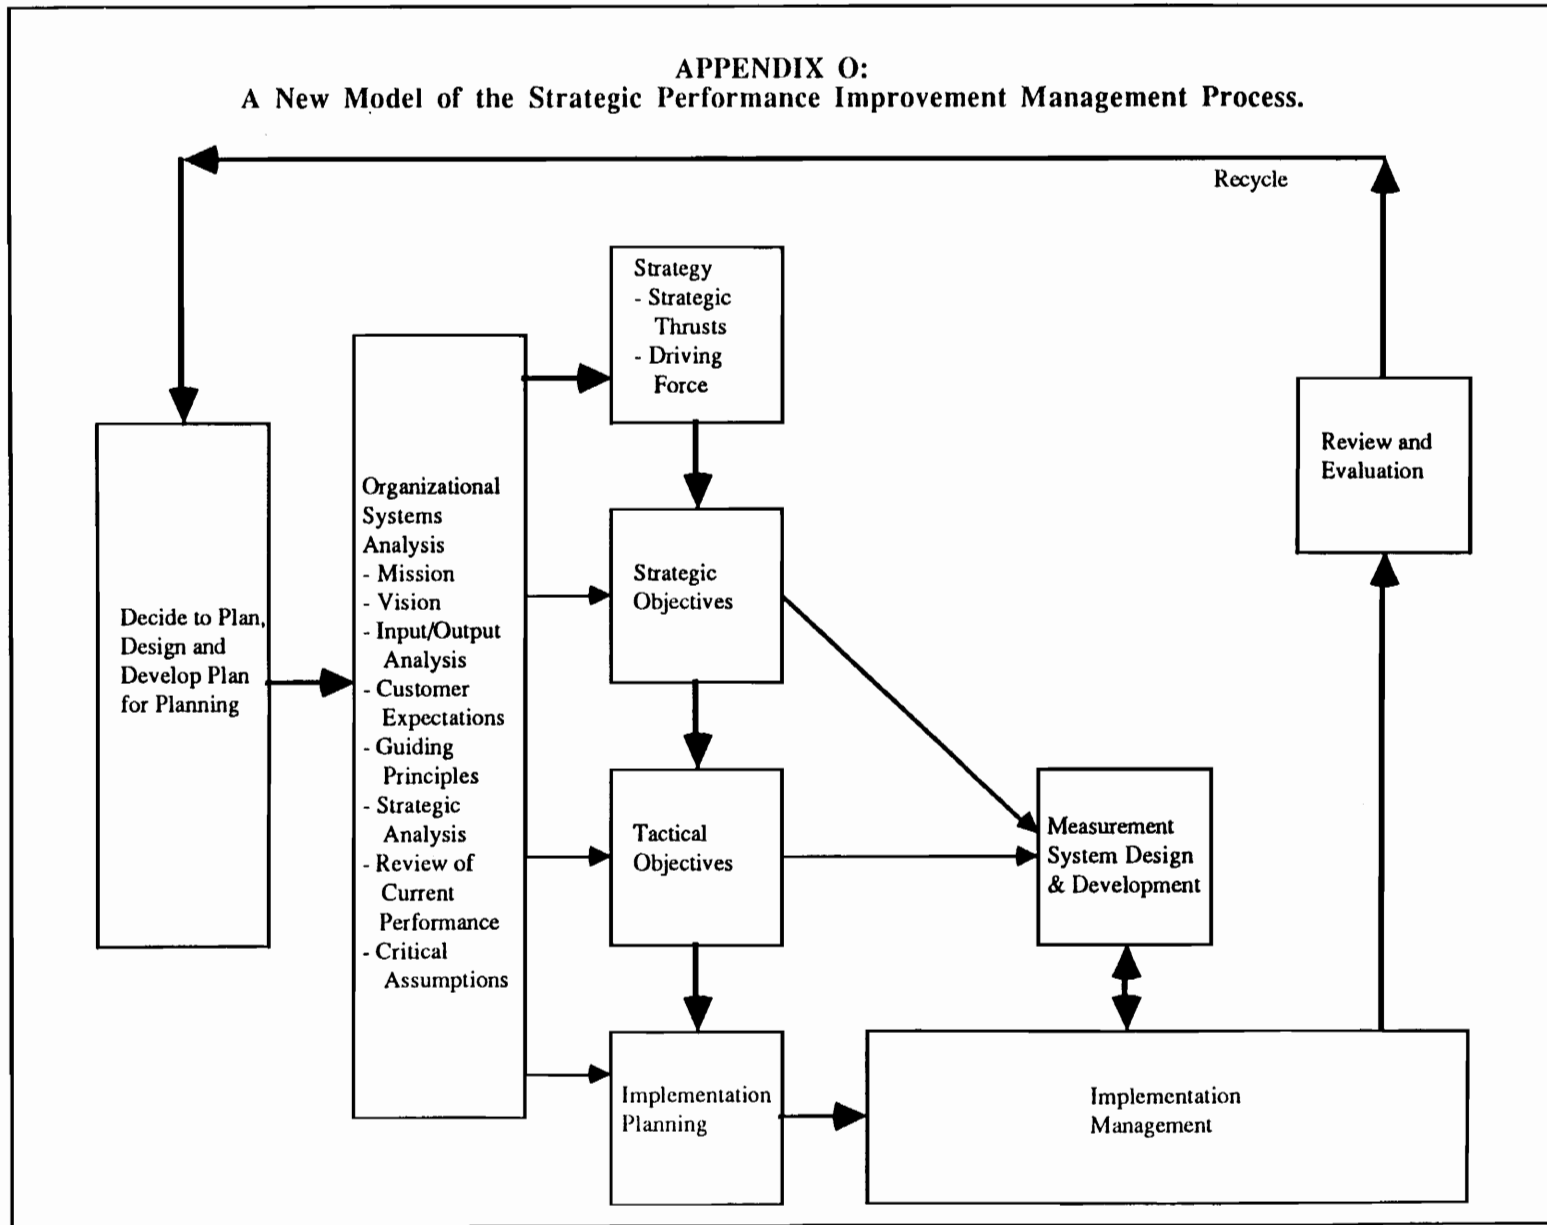 APPENDIX O:
A New Model of the Strategic Performance Improvement Management Process.
Recycle
Strategy
- Strategic
Thrusts
- Driving
Force
Review and
Evaluation
Organizational
Systems
Analysis
- Mission
- Vision
- Input/Output
Analysis
- Customer
Expectations
- Guiding
Principles
- Strategic
Analysis
- Review of
Current
Performance
- Critical
Assumptions
Strategic
Objectives
Decide to Plan,
Design and
Develop Plan
for Planning
Tactical
Objectives
Measurement
System Design
& Development
Implementation
Planning
Implementation
Management